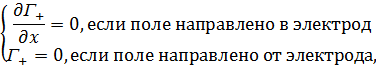 ∂Γ₊/∂x = 0, если поле направлено в электрод
Γ₊ = 0, если поле направлено от электрода,